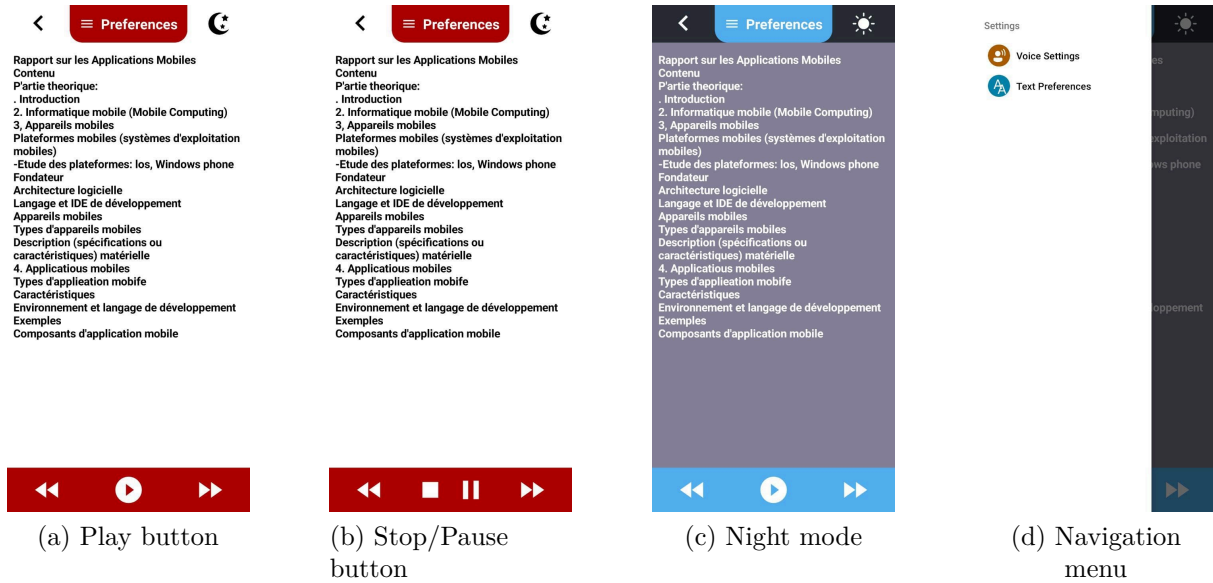 Preferences
Rapport sur les Applications Mobiles
Contenu
P'artie theorique:
. Introduction
2. Informatique mobile (Mobile Computing)
3, Appareils mobiles
Plateformes mobiles (systèmes d'exploitation
mobiles)
-Etude des plateformes: Ios, Windows phone
Fondateur
Architecture logicielle
Langage et IDE de développement
Appareils mobiles
Types d'appareils mobiles
Description (spécifications ou
caractéristiques) matérielle
4. Applicatious mobiles
Types d'applieation mobife
Caractéristiques
Environnement et langage de développement
Exemples
Composants d'application mobile
(a) Play button
Preferences
Rapport sur les Applications Mobiles
Contenu
P'artie theorique:
. Introduction
2. Informatique mobile (Mobile Computing)
3, Appareils mobiles
Plateformes mobiles (systèmes d'exploitation
mobiles)
-Etude des plateformes: Ios, Windows phone
Fondateur
Architecture logicielle
Langage et IDE de développement
Appareils mobiles
Types d'appareils mobiles
Description (spécifications ou
caractéristiques) matérielle
4. Applicatious mobiles
Types d'applieation mobife
Caractéristiques
Environnement et langage de développement
Exemples
Composants d'application mobile
(b) Stop/Pause
button
Preferences
Rapport sur les Applications Mobiles
Contenu
P'artie theorique:
. Introduction
2. Informatique mobile (Mobile Computing)
3, Appareils mobiles
Plateformes mobiles (systèmes d'exploitation
mobiles)
-Etude des plateformes: Ios, Windows phone
Fondateur
Architecture logicielle
Langage et IDE de développement
Appareils mobiles
Types d'appareils mobiles
Description (spécifications ou
caractéristiques) matérielle
4. Applicatious mobiles
Types d'applieation mobife
Caractéristiques
Environnement et langage de développement
Exemples
Composants d'application mobile
(c) Night mode
Settings
Voice Settings
Text Preferences
es
mputing)
exploitation
ws phone
loppement
(d) Navigation
menu